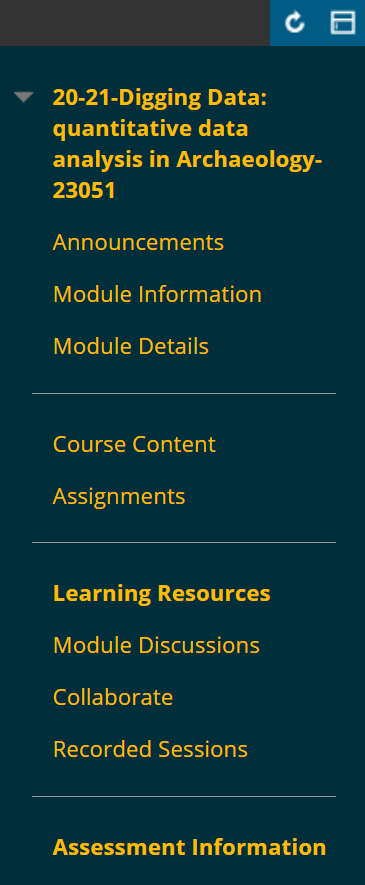 20-21-Digging Data:
quantitative data
analysis in Archaeology-
23051
Announcements
Module Information
Module Details
Course Content
Assignments
Learning Resources
Module Discussions
Collaborate
Recorded Sessions
Assessment Information